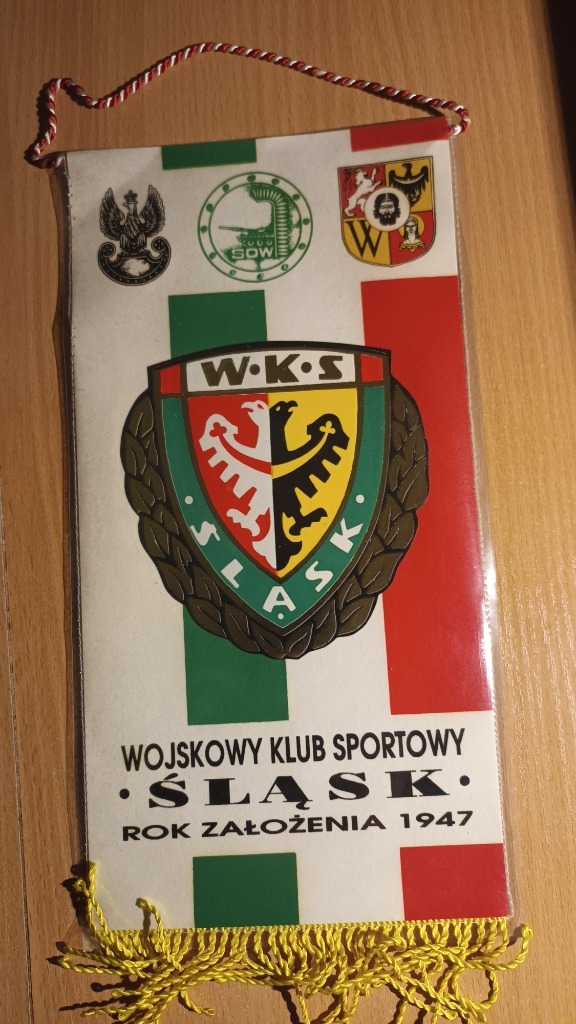 SOW
W
W·K·S
·ŚLĄSK·
WOJSKOWY KLUB SPORTOWY
·ŚLĄSK·
ROK ZAŁOŻENIA 1947